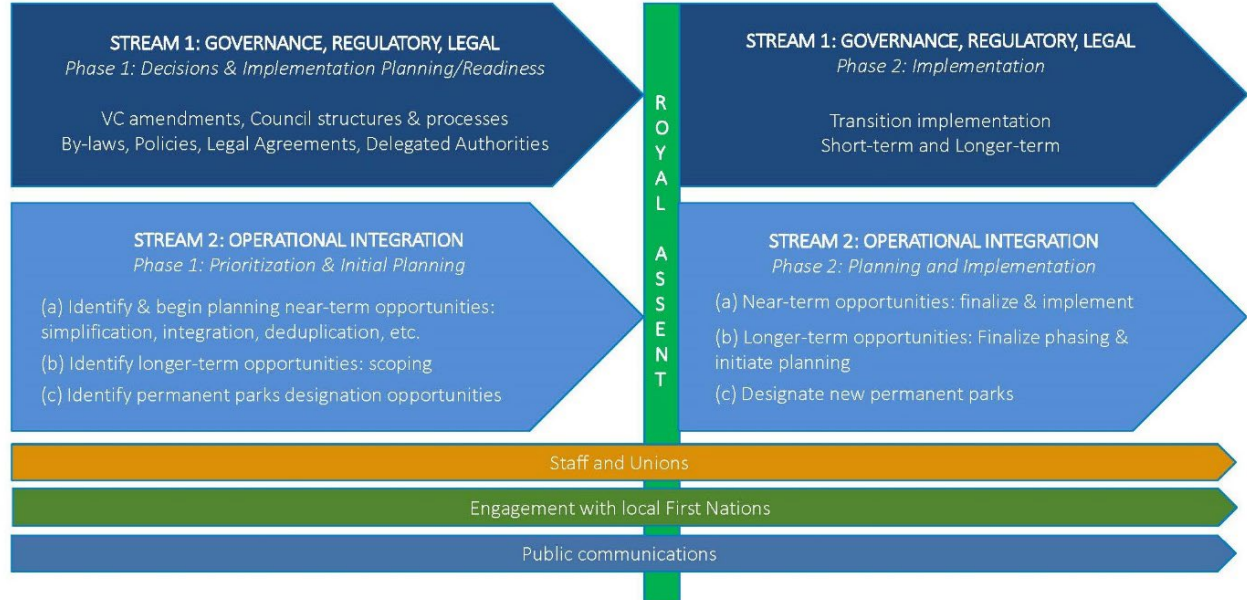 STREAM 1: GOVERNANCE, REGULATORY, LEGAL
Phase 1: Decisions & Implementation Planning/Readiness
VC amendments, Council structures & processes
By-laws, Policies, Legal Agreements, Delegated Authorities
STREAM 2: OPERATIONAL INTEGRATION
Phase 1: Prioritization & Initial Planning
(a) Identify & begin planning near-term opportunities:
simplification, integration, deduplication, etc.
(b) Identify longer-term opportunities: scoping
(c) Identify permanent parks designation opportunities
ROYAL ASSENT
STREAM 1: GOVERNANCE, REGULATORY, LEGAL
Phase 2: Implementation
Transition implementation
Short-term and Longer-term
STREAM 2: OPERATIONAL INTEGRATION
Phase 2: Planning and Implementation
(a) Near-term opportunities: finalize & implement
(b) Longer-term opportunities: Finalize phasing &
initiate planning
(c) Designate new permanent parks
Staff and Unions
Engagement with local First Nations
Public communications